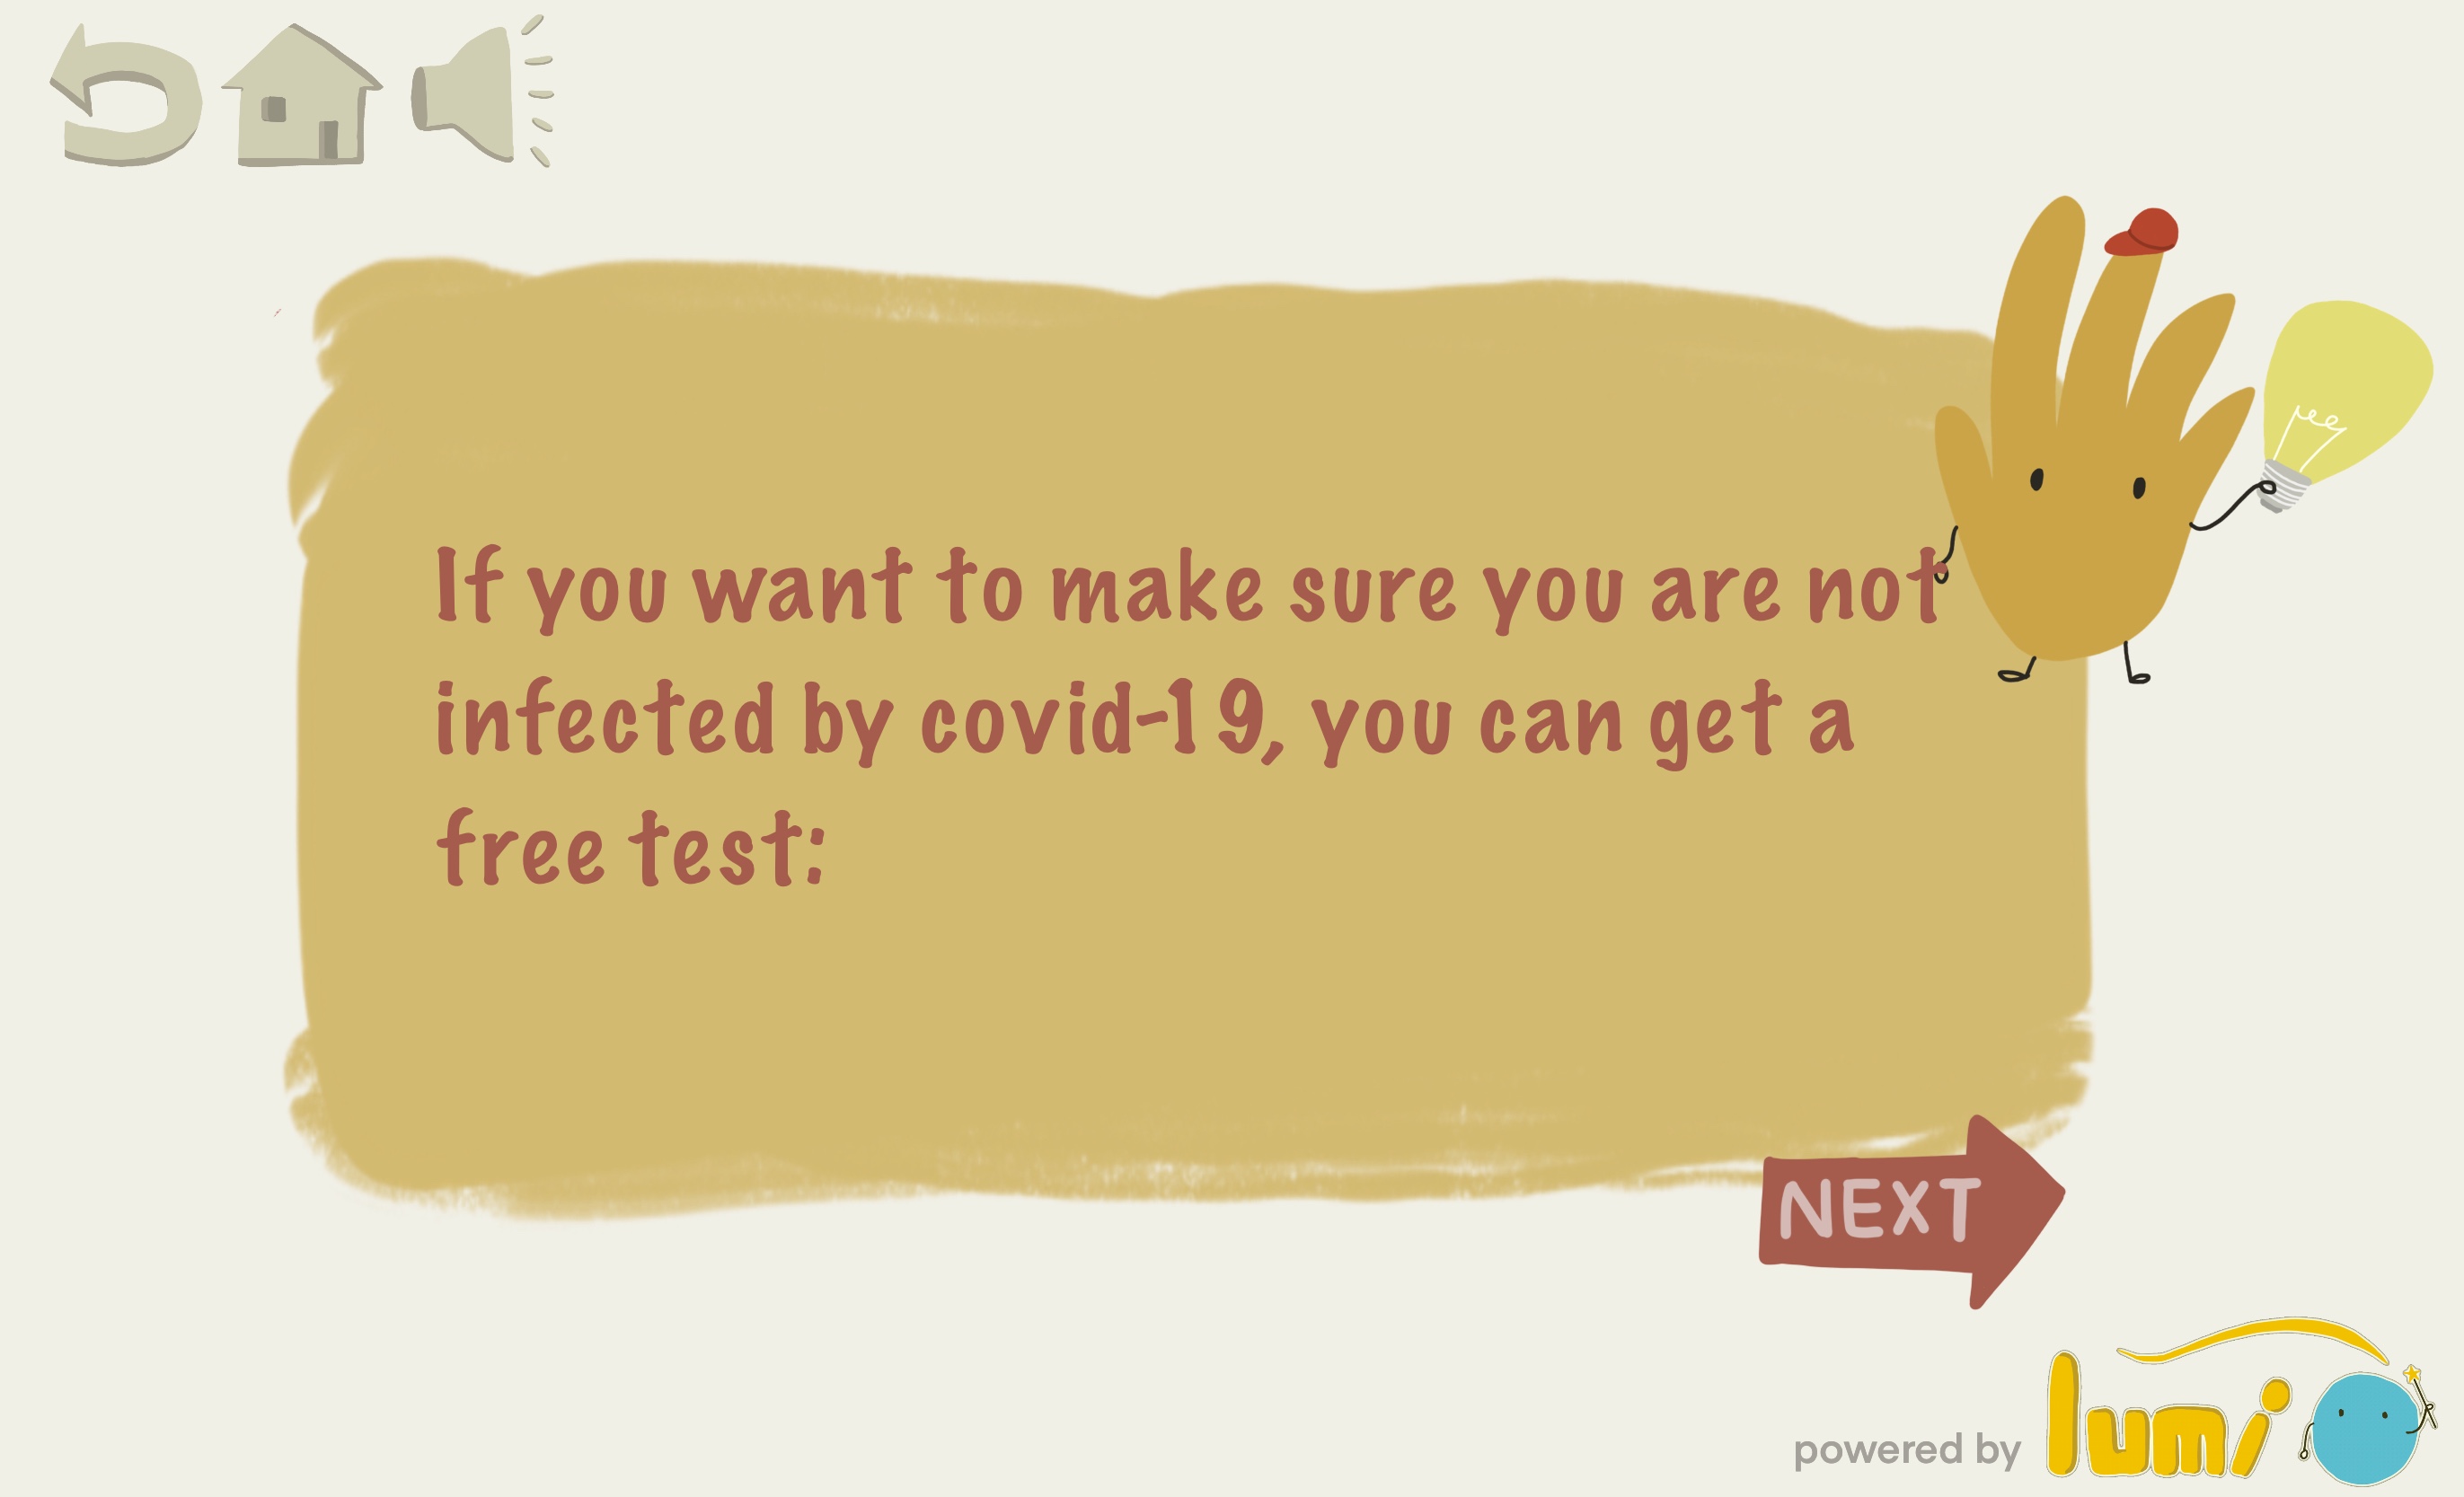 If you want to make sure you are not
infected by covid-19, you can get a
free test:
NEXT
powered by lumi